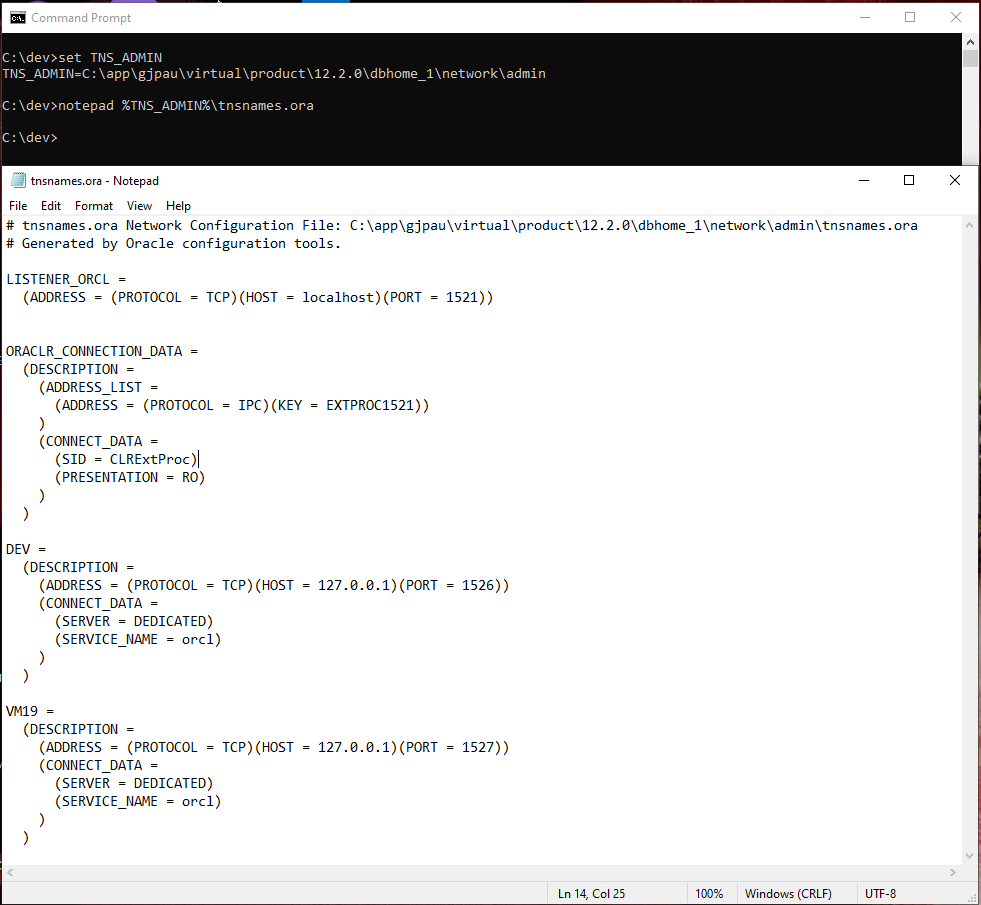 Command Prompt
C:\dev>set TNS_ADMIN
TNS_ADMIN=C:\app\gjpau\virtual\product\12.2.0\dbhome_1\network\admin
C:\dev>notepad %TNS_ADMIN%\tnsnames.ora
C:\dev>
tnsnames.ora - Notepad
File Edit Format View Help
# tnsnames.ora Network Configuration File: C:\app\gjpau\virtual\product\12.2.0\dbhome_1\network\admin\tnsnames.ora
# Generated by Oracle configuration tools.
LISTENER_ORCL =
  (ADDRESS = (PROTOCOL = TCP)(HOST = localhost)(PORT = 1521))
ORACLR_CONNECTION_DATA =
  (DESCRIPTION =
    (ADDRESS_LIST =
      (ADDRESS = (PROTOCOL = IPC)(KEY = EXTPROC1521))
    )
    (CONNECT_DATA =
      (SID = CLRExtProc)
      (PRESENTATION = RO)
    )
  )
DEV =
  (DESCRIPTION =
    (ADDRESS = (PROTOCOL = TCP)(HOST = 127.0.0.1)(PORT = 1526))
    (CONNECT_DATA =
      (SERVER = DEDICATED)
      (SERVICE_NAME = orcl)
    )
  )
VM19 =
  (DESCRIPTION =
    (ADDRESS = (PROTOCOL = TCP)(HOST = 127.0.0.1)(PORT = 1527))
    (CONNECT_DATA =
      (SERVER = DEDICATED)
      (SERVICE_NAME = orcl)
    )
  )
Ln 14, Col 25 100% Windows (CRLF) UTF-8